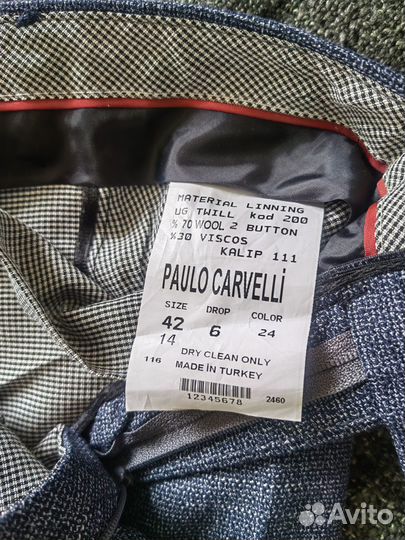 MATERIAL LINNING
UG TWILL kod 200
% 70 WOOL 2 BUTTON
%30 VISCOS
KALIP 111
PAULO CARVELLİ
SIZE DROP COLOR
42 6 24
14
DRY CLEAN ONLY
116 MADE IN TURKEY
12345678 2460
Avito